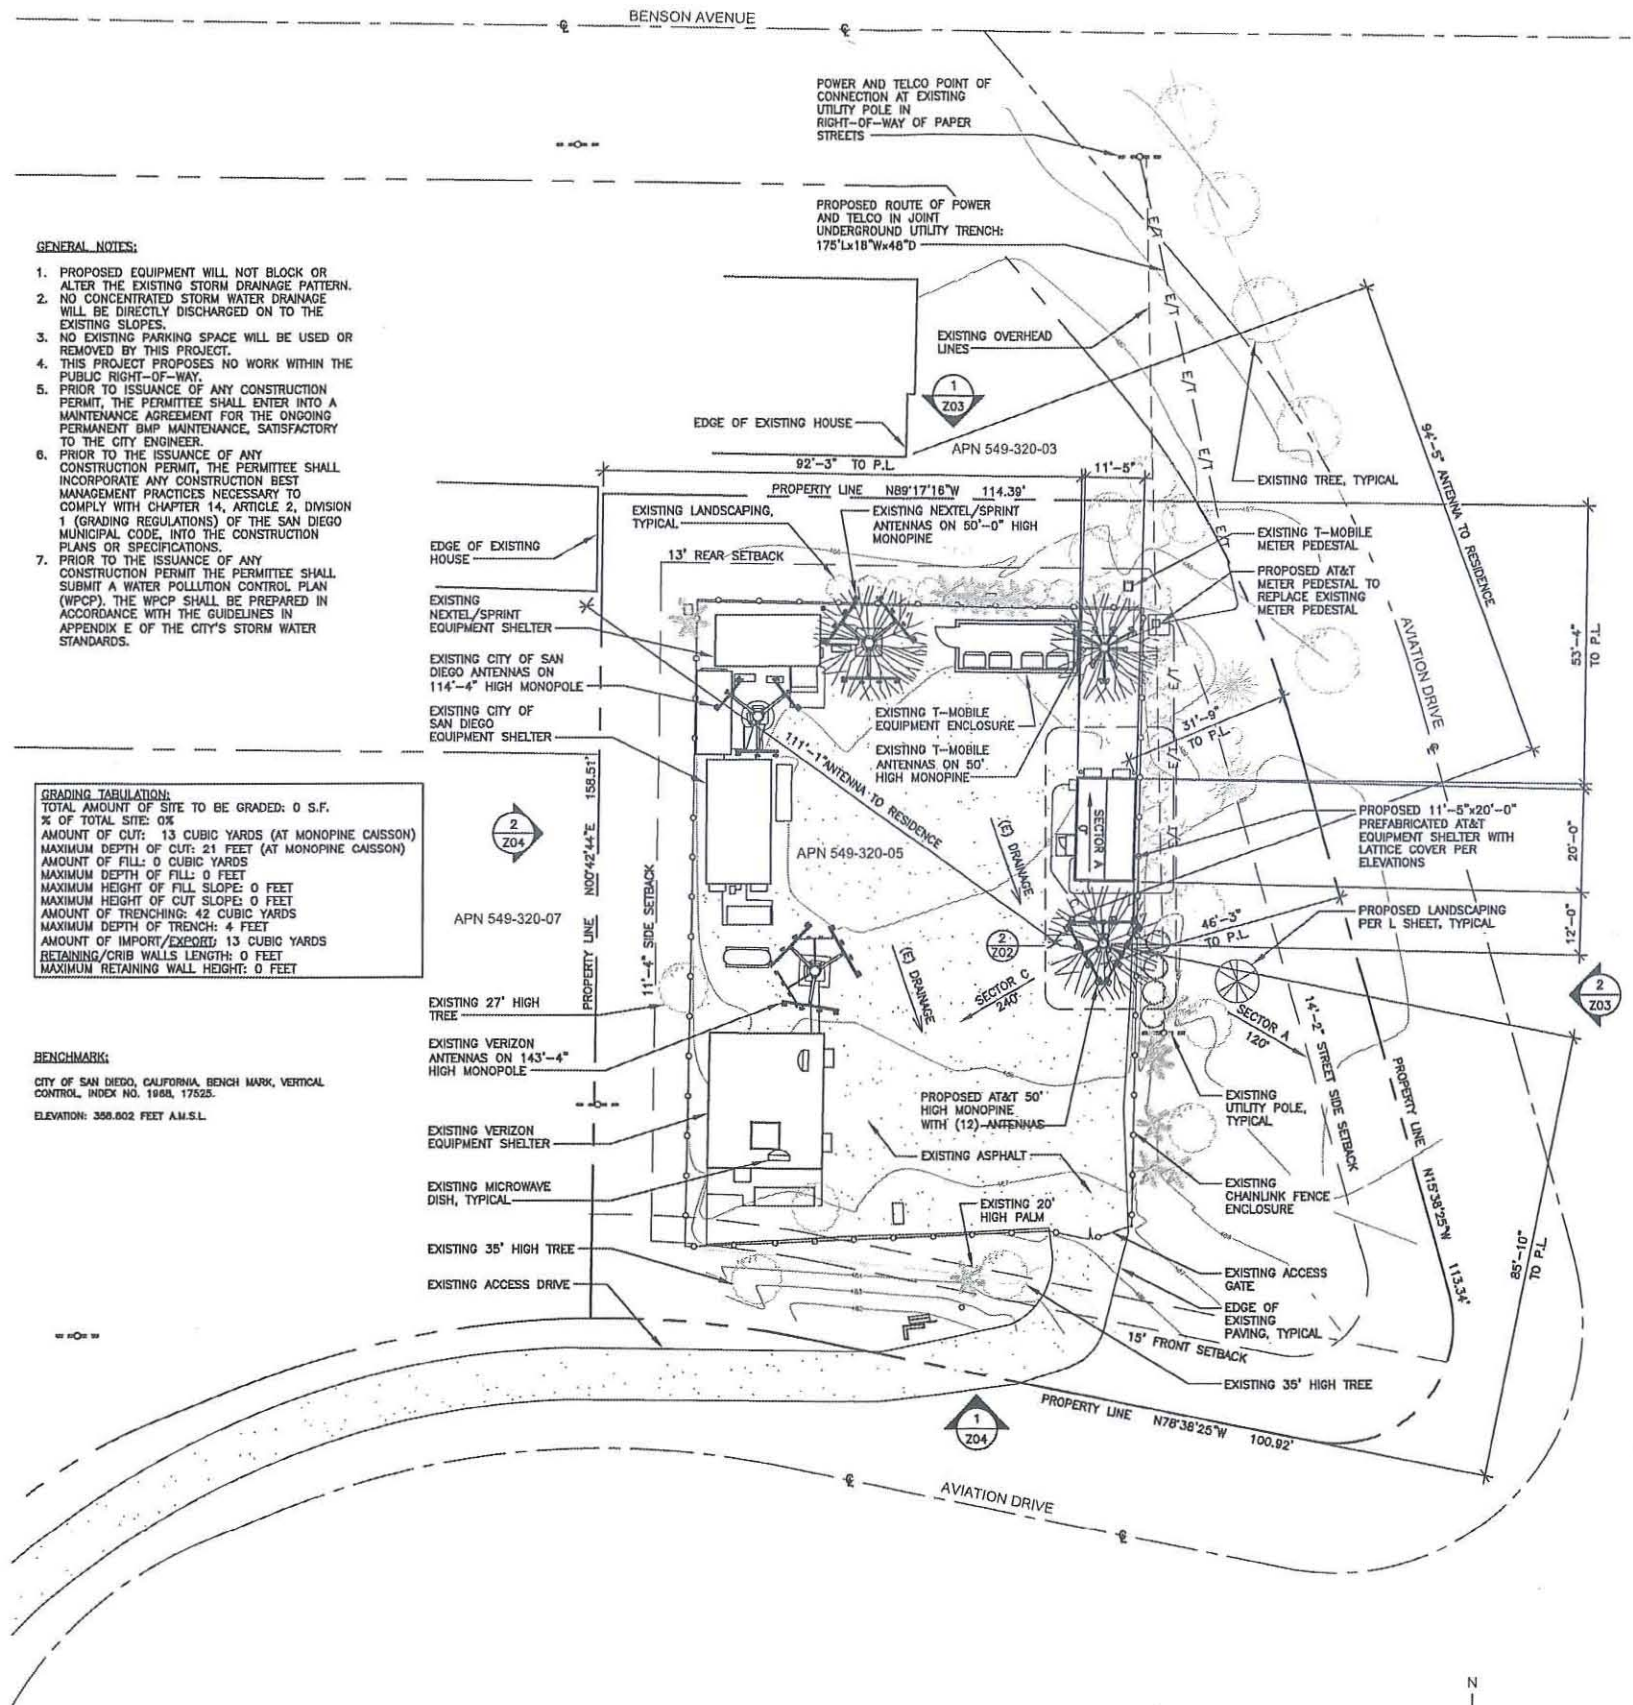 BENSON AVENUE
POWER AND TELCO POINT OF
CONNECTION AT EXISTING
UTILITY POLE IN
RIGHT-OF-WAY OF PAPER
STREETS
PROPOSED ROUTE OF POWER
AND TELCO IN JOINT
UNDERGROUND UTILITY TRENCH:
175'Lx18"Wx48"D
E/T
E/T
E/T
E/T
E/T
E/T
E/T
E/T
GENERAL NOTES:
1. PROPOSED EQUIPMENT WILL NOT BLOCK OR
ALTER THE EXISTING STORM DRAINAGE PATTERN.
2. NO CONCENTRATED STORM WATER DRAINAGE
WILL BE DIRECTLY DISCHARGED ON TO THE
EXISTING SLOPES.
3. NO EXISTING PARKING SPACE WILL BE USED OR
REMOVED BY THIS PROJECT.
4. THIS PROJECT PROPOSES NO WORK WITHIN THE
PUBLIC RIGHT-OF-WAY.
5. PRIOR TO ISSUANCE OF ANY CONSTRUCTION
PERMIT, THE PERMITTEE SHALL ENTER INTO A
MAINTENANCE AGREEMENT FOR THE ONGOING
PERMANENT BMP MAINTENANCE, SATISFACTORY
TO THE CITY ENGINEER.
6. PRIOR TO THE ISSUANCE OF ANY
CONSTRUCTION PERMIT, THE PERMITTEE SHALL
INCORPORATE ANY CONSTRUCTION BEST
MANAGEMENT PRACTICES NECESSARY TO
COMPLY WITH CHAPTER 14, ARTICLE 2, DIVISION
1 (GRADING REGULATIONS) OF THE SAN DIEGO
MUNICIPAL CODE, INTO THE CONSTRUCTION
PLANS OR SPECIFICATIONS.
7. PRIOR TO THE ISSUANCE OF ANY
CONSTRUCTION PERMIT THE PERMITTEE SHALL
SUBMIT A WATER POLLUTION CONTROL PLAN
(WPCP). THE WPCP SHALL BE PREPARED IN
ACCORDANCE WITH THE GUIDELINES IN
APPENDIX E OF THE CITY'S STORM WATER
STANDARDS.
EXISTING OVERHEAD
LINES
1
Z03
EDGE OF EXISTING HOUSE
APN 549-320-03
92'-3" TO P.L.
11'-5"
PROPERTY LINE N89°17'16"W 114.39'
EXISTING TREE, TYPICAL
94'-5" ANTENNA TO RESIDENCE
EXISTING LANDSCAPING,
TYPICAL
EXISTING NEXTEL/SPRINT
ANTENNAS ON 50'-0" HIGH
MONOPINE
EXISTING T-MOBILE
METER PEDESTAL
PROPOSED AT&T
METER PEDESTAL TO
REPLACE EXISTING
METER PEDESTAL
EDGE OF EXISTING
HOUSE
13' REAR SETBACK
EXISTING
NEXTEL/SPRINT
EQUIPMENT SHELTER
EXISTING CITY OF SAN
DIEGO ANTENNAS ON
114'-4" HIGH MONOPOLE
EXISTING CITY OF
SAN DIEGO
EQUIPMENT SHELTER
EXISTING T-MOBILE
EQUIPMENT ENCLOSURE
EXISTING T-MOBILE
ANTENNAS ON 50'
HIGH MONOPINE
31'-9"
TO P.L.
AVIATION DRIVE
53'-4"
TO P.L.
GRADING TABULATION:
TOTAL AMOUNT OF SITE TO BE GRADED: 0 S.F.
% OF TOTAL SITE: 0%
AMOUNT OF CUT: 13 CUBIC YARDS (AT MONOPINE CAISSON)
MAXIMUM DEPTH OF CUT: 21 FEET (AT MONOPINE CAISSON)
AMOUNT OF FILL: 0 CUBIC YARDS
MAXIMUM DEPTH OF FILL: 0 FEET
MAXIMUM HEIGHT OF FILL SLOPE: 0 FEET
MAXIMUM HEIGHT OF CUT SLOPE: 0 FEET
AMOUNT OF TRENCHING: 42 CUBIC YARDS
MAXIMUM DEPTH OF TRENCH: 4 FEET
AMOUNT OF IMPORT/EXPORT: 13 CUBIC YARDS
RETAINING/CRIB WALLS LENGTH: 0 FEET
MAXIMUM RETAINING WALL HEIGHT: 0 FEET
2
Z04
APN 549-320-07
PROPERTY LINE N00°42'44"E 158.51'
11'-4" SIDE SETBACK
111'-1" ANTENNA TO RESIDENCE
APN 549-320-05
(E) DRAINAGE
(E) DRAINAGE
SECTOR A
0°
PROPOSED 11'-5"x20'-0"
PREFABRICATED AT&T
EQUIPMENT SHELTER WITH
LATTICE COVER PER
ELEVATIONS
20'-0"
12'-0"
46'-3"
TO P.L.
PROPOSED LANDSCAPING
PER L SHEET, TYPICAL
2
Z02
SECTOR C
240°
SECTOR A
120°
2
Z03
14'-2" STREET SIDE SETBACK
PROPERTY LINE N15°38'25"W 113.34'
85'-10"
TO P.L.
EXISTING 27' HIGH
TREE
EXISTING VERIZON
ANTENNAS ON 143'-4"
HIGH MONOPOLE
EXISTING VERIZON
EQUIPMENT SHELTER
EXISTING MICROWAVE
DISH, TYPICAL
EXISTING 35' HIGH TREE
EXISTING ACCESS DRIVE
BENCHMARK:
CITY OF SAN DIEGO, CALIFORNIA, BENCH MARK, VERTICAL
CONTROL, INDEX NO. 1968, 17525.
ELEVATION: 358.602 FEET A.M.S.L.
PROPOSED AT&T 50'
HIGH MONOPINE
WITH (12) ANTENNAS
EXISTING ASPHALT
EXISTING 20'
HIGH PALM
EXISTING
UTILITY POLE,
TYPICAL
EXISTING
CHAINLINK FENCE
ENCLOSURE
EXISTING ACCESS
GATE
EDGE OF
EXISTING
PAVING, TYPICAL
15' FRONT SETBACK
EXISTING 35' HIGH TREE
PROPERTY LINE N78°38'25"W 100.92'
1
Z04
AVIATION DRIVE
N